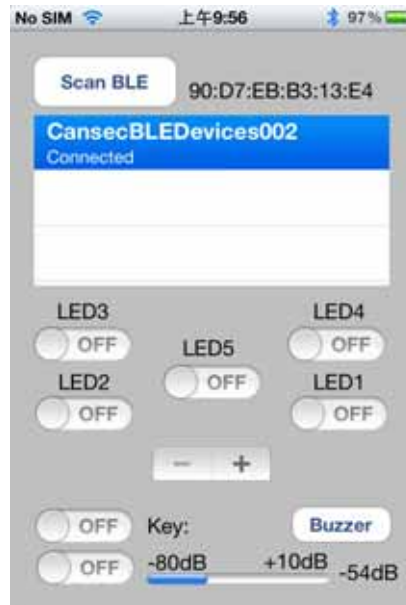 No SIM 上午9:56 97%
Scan BLE 90:D7:EB:B3:13:E4
CansecBLEDevices002
Connected
LED3 LED4
OFF LED5 OFF
LED2 OFF LED1
OFF OFF
− +
OFF Key: Buzzer
OFF -80dB +10dB -54dB